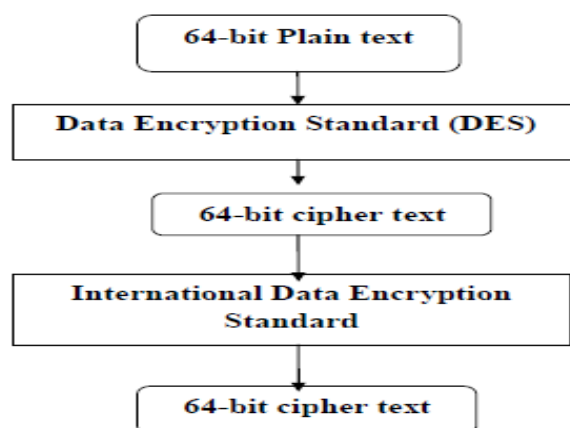 64-bit Plain text
Data Encryption Standard (DES)
64-bit cipher text
International Data Encryption
Standard
64-bit cipher text